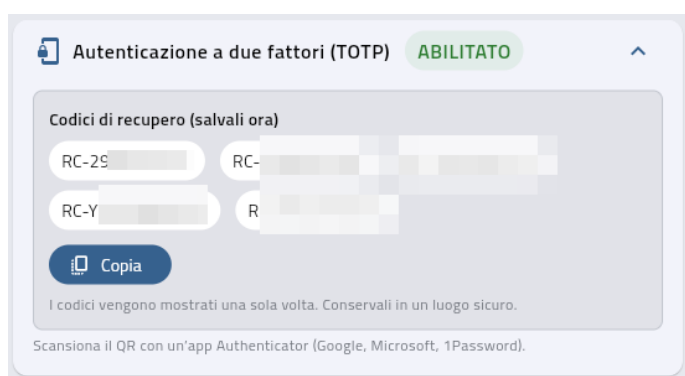 Autenticazione a due fattori (TOTP) ABILITATO
Codici di recupero (salvali ora)
RC-29 RC-
RC-Y R
Copia
I codici vengono mostrati una sola volta. Conservali in un luogo sicuro.
Scansiona il QR con un'app Authenticator (Google, Microsoft, 1Password).